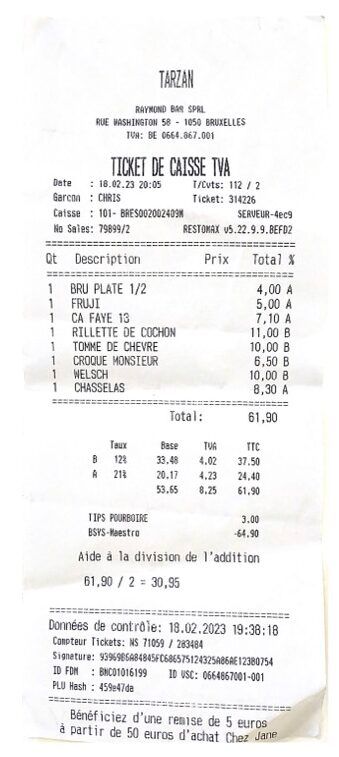 TARZAN
RAYMOND BAR SPRL
RUE WASHINGTON 58 - 1050 BRUXELLES
TVA: BE 0664.867.001
TICKET DE CAISSE TVA
Date : 18.02.23 20:05 T/Cvts: 112 / 2
Garcon : CHRIS Ticket: 314226
Caisse : 101- BRES002002409M SERVEUR-4ec9
No Sales: 79899/2 RESTOMAX v5.22.9.9.BEFD2
Qt Description Prix Total %
1 BRU PLATE 1/2 4,00 A
1 FRUJI 5,00 A
1 CA FAYE 13 7,10 A
1 RILLETTE DE COCHON 11,00 B
1 TOMME DE CHEVRE 10,00 B
1 CROQUE MONSIEUR 6,50 B
1 WELSCH 10,00 B
1 CHASSELAS 8,30 A
Total: 61,90
Taux Base TVA TTC
B 12% 33.48 4.02 37.50
A 21% 20.17 4.23 24.40
53.65 8.25 61.90
TIPS POURBOIRE 3.00
BSYS-Maestro -64.90
Aide à la division de l'addition
61,90 / 2 = 30,95
Données de contrôle: 18.02.2023 19:38:18
Compteur Tickets: NS 71059 / 283484
Signature: 93969B6A84845FC686575124325A86AE123B0754
ID FDM : BMC01016199 ID VSC: 0664867001-001
PLU Hash : 459e47da
Bénéficiez d'une remise de 5 euros
à partir de 50 euros d'achat Chez Jane